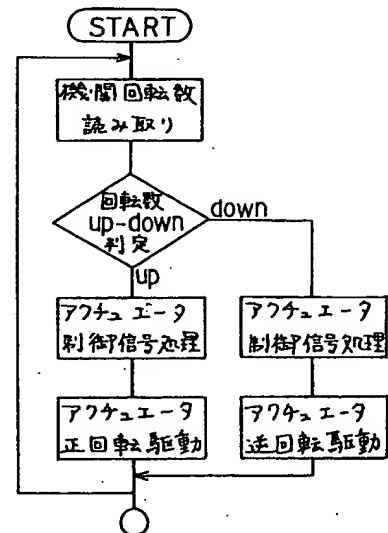 START
機関回転数
読み取り
回転数
up-down
判定
down
up
アクチュエータ
制御信号処理
アクチュエータ
制御信号処理
アクチュエータ
正回転駆動
アクチュエータ
逆回転駆動